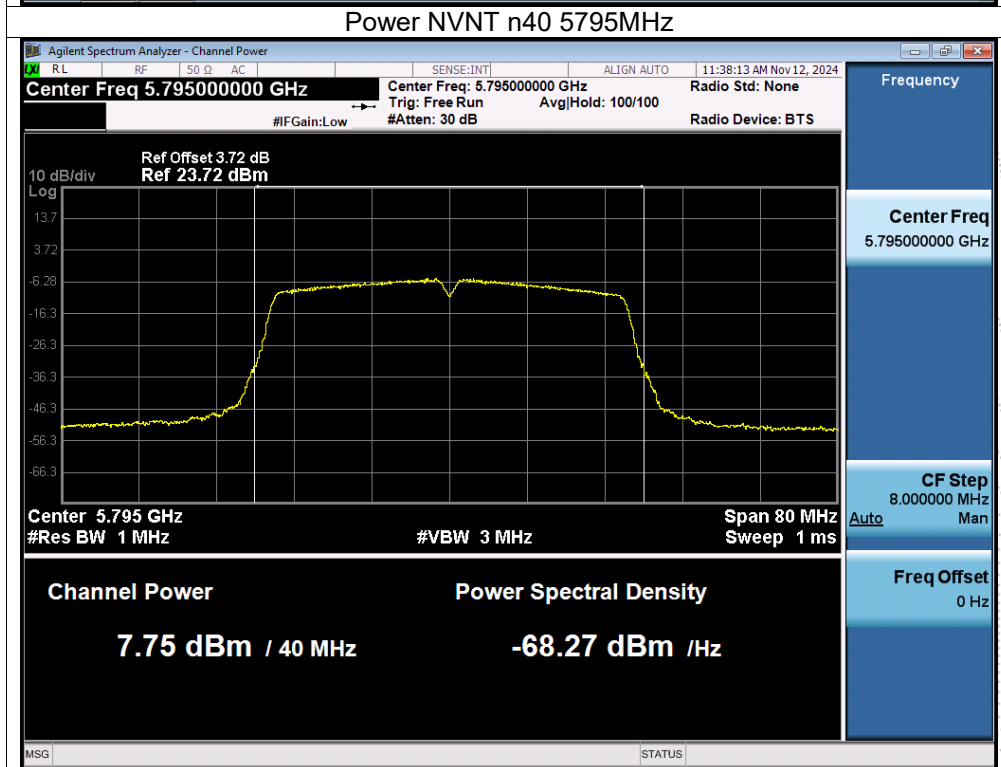 Power NVNT n40 5795MHz
Agilent Spectrum Analyzer - Channel Power
LXI RL RF 50 Ω AC SENSE:INT ALIGN AUTO 11:38:13 AM Nov 12, 2024
Center Freq 5.795000000 GHz
Center Freq: 5.795000000 GHz
Radio Std: None
Trig: Free Run Avg|Hold: 100/100
#IFGain:Low
#Atten: 30 dB
Radio Device: BTS
Ref Offset 3.72 dB
10 dB/div Ref 23.72 dBm
Log
13.7
3.72
-6.28
-16.3
-26.3
-36.3
-46.3
-56.3
-66.3
Center 5.795 GHz Span 80 MHz
#Res BW 1 MHz #VBW 3 MHz Sweep 1 ms
Channel Power Power Spectral Density
7.75 dBm / 40 MHz -68.27 dBm /Hz
MSG STATUS
Frequency
Center Freq
5.795000000 GHz
CF Step
8.000000 MHz
Auto Man
Freq Offset
0 Hz